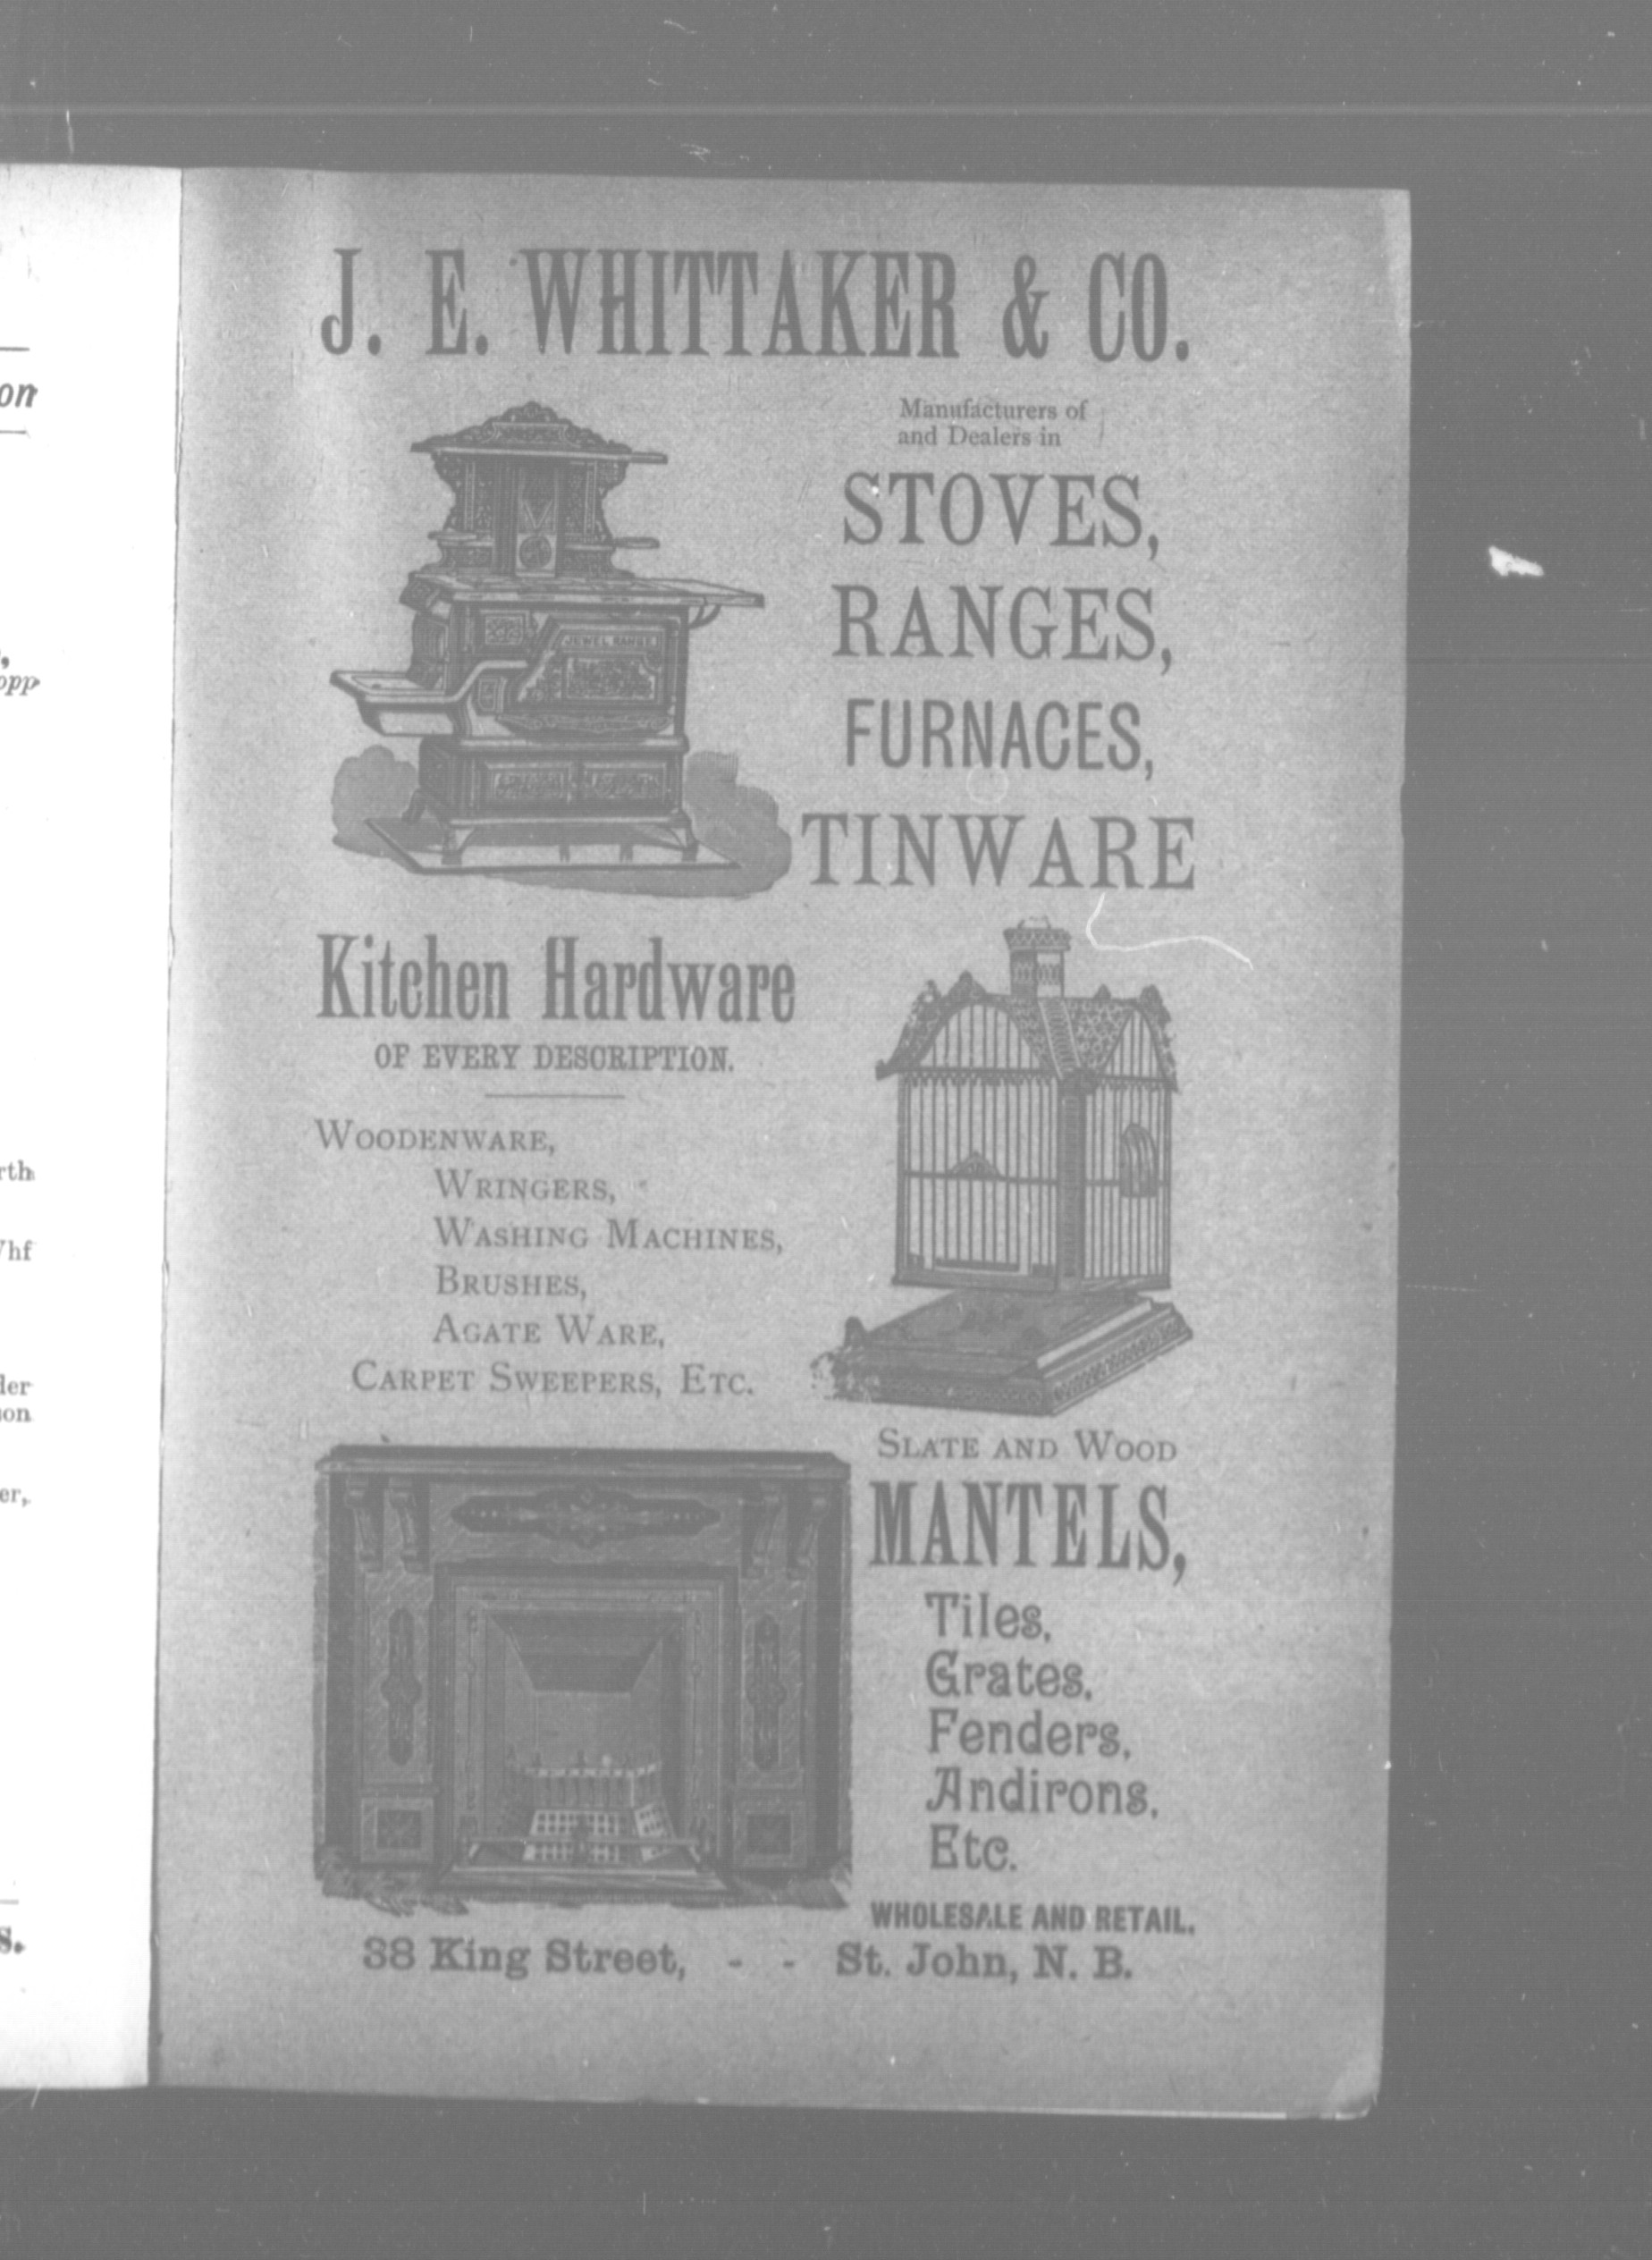 J. E. WHITTAKER & CO.
Manufacturers of
and Dealers in
STOVES,
RANGES,
FURNACES,
TINWARE
JEWEL RANGE
Kitchen Hardware
OF EVERY DESCRIPTION.
WOODENWARE,
WRINGERS,
WASHING MACHINES,
BRUSHES,
AGATE WARE,
CARPET SWEEPERS, ETC.
SLATE AND WOOD
MANTELS,
Tiles,
Grates,
Fenders,
Andirons,
Etc.
WHOLESALE AND RETAIL.
38 King Street, - - St. John, N. B.